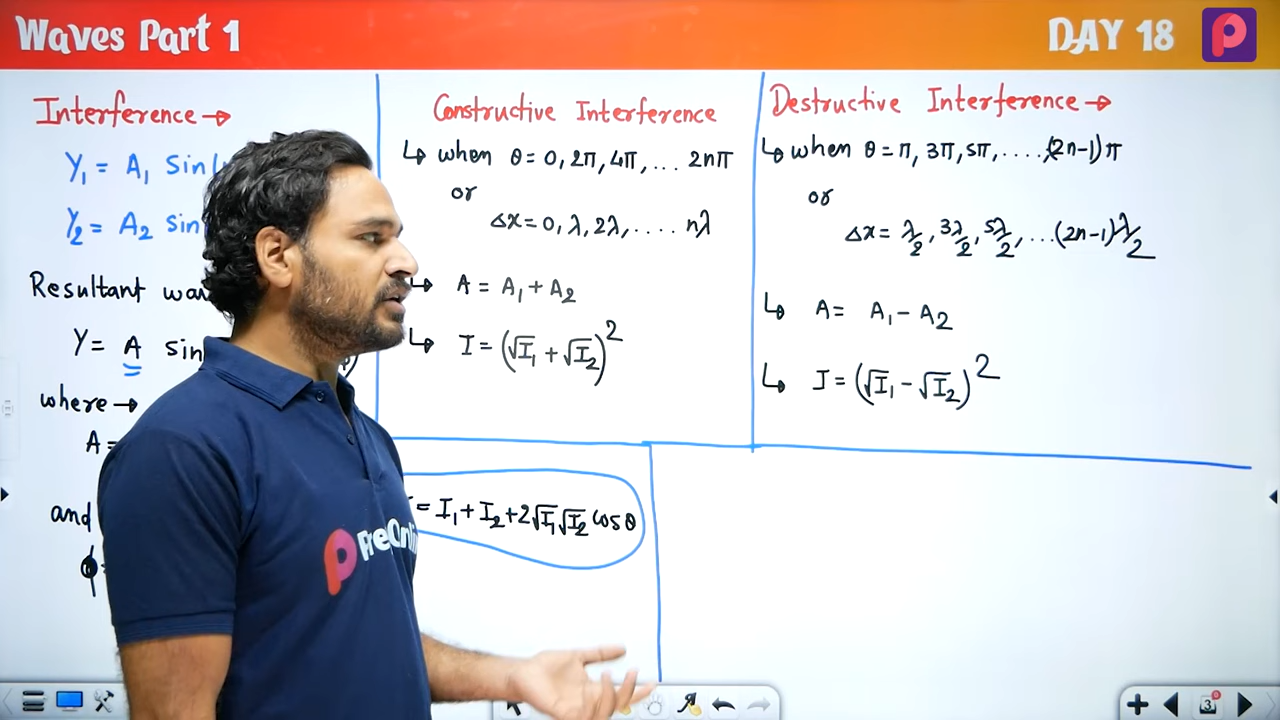 Waves Part 1
DAY 18
Interference →
Y₁ = A₁ Sin(
Y₂ = A₂ Sin
Resultant wa
Y = A sin
where →
A =
and
ϕ
Constructive Interference
↳ when θ = 0, 2π, 4π, ... 2nπ
or
Δx = 0, λ, 2λ, .... nλ
↳ A = A₁ + A₂
↳ I = (√I₁ + √I₂)²
= I₁ + I₂ + 2√I₁√I₂ cosθ
Destructive Interference →
↳ when θ = π, 3π, 5π, .....(2n-1)π
or
Δx = λ/2, 3λ/2, 5λ/2, ...(2n-1)λ/2
↳ A = A₁ - A₂
↳ I = (√I₁ - √I₂)²
PreOnli
3